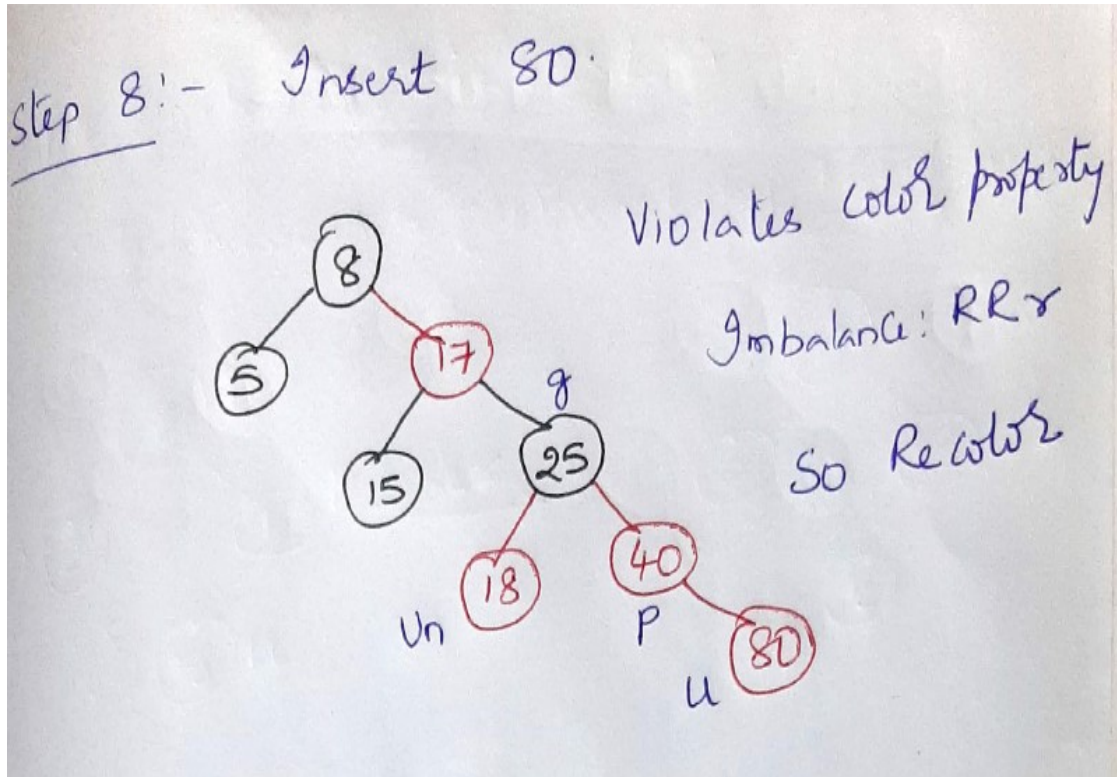 Step 8:- Insert 80.
Violates color property
Imbalance: RRr
So Recolor
8
5
17
g
15
25
18
40
Un
P
80
u